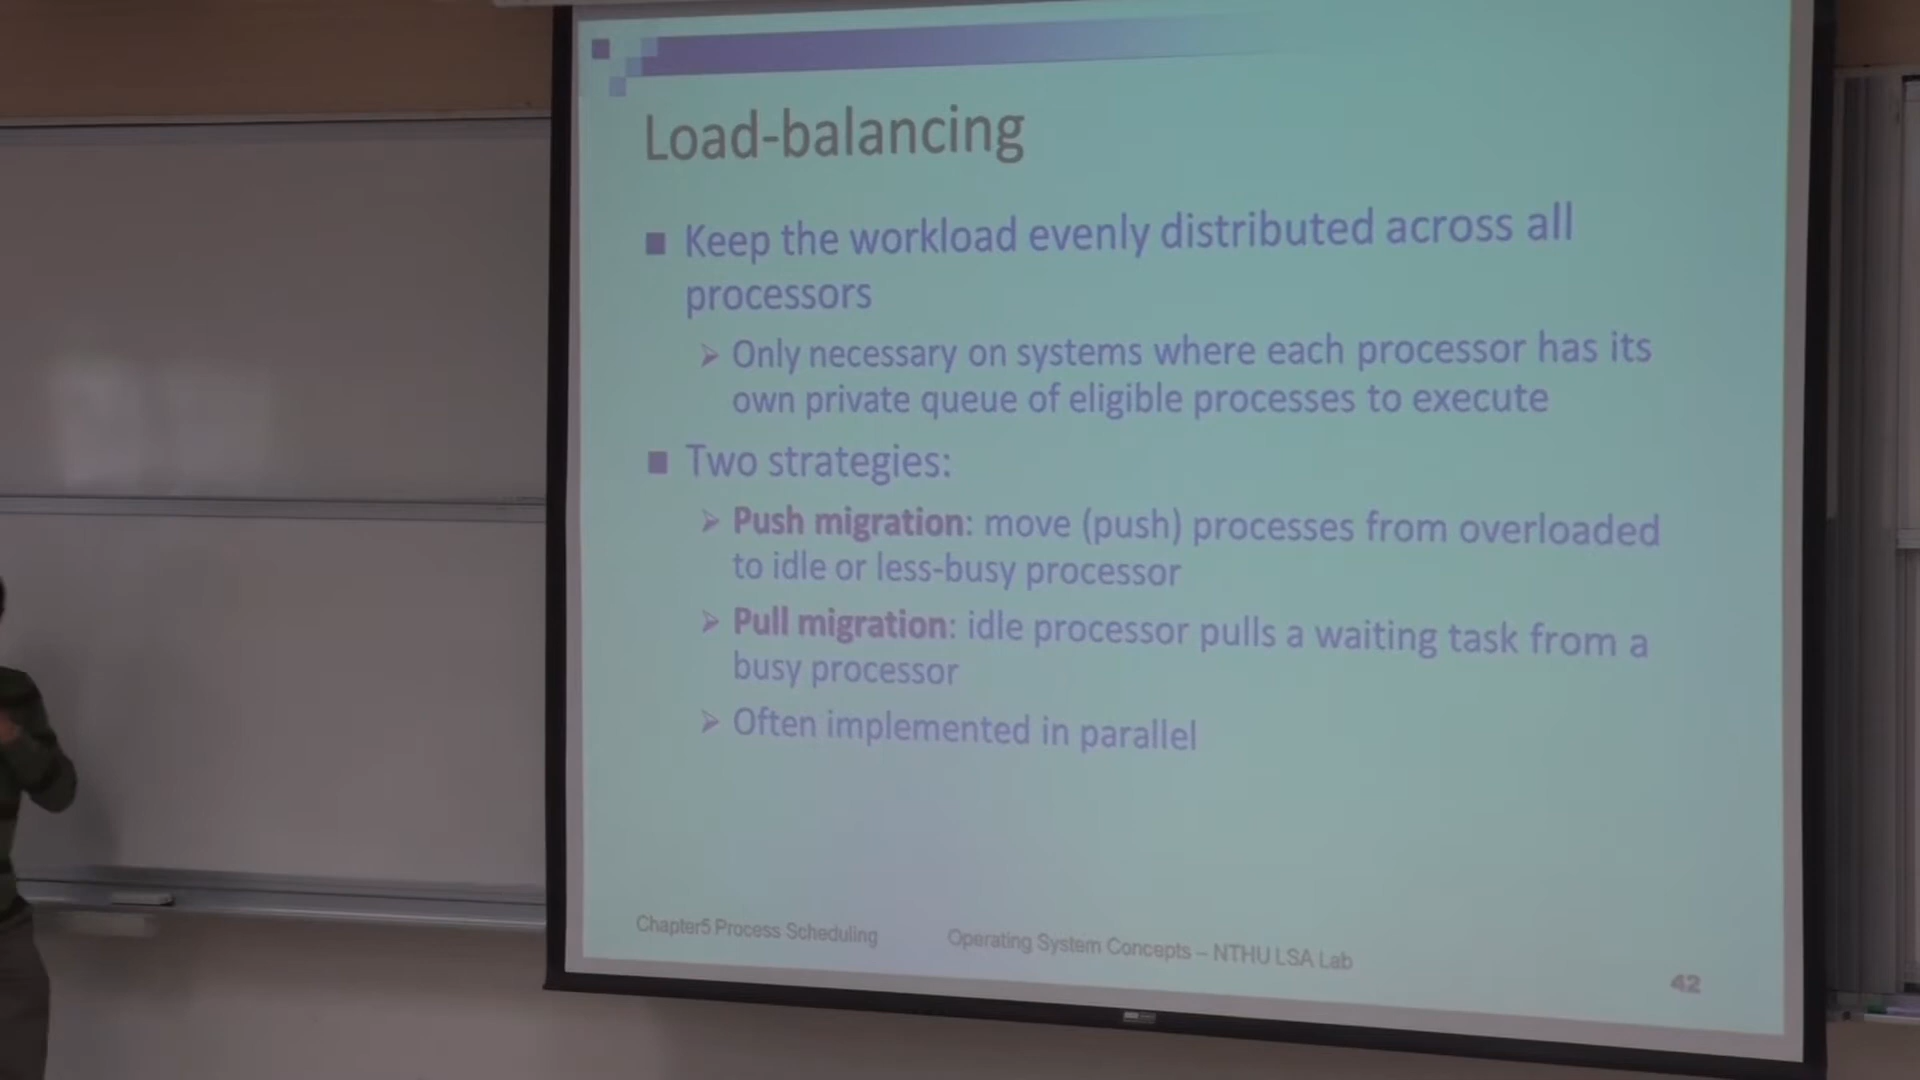 Load-balancing
■ Keep the workload evenly distributed across all
processors
➢ Only necessary on systems where each processor has its
own private queue of eligible processes to execute
■ Two strategies:
➢ Push migration: move (push) processes from overloaded
to idle or less-busy processor
➢ Pull migration: idle processor pulls a waiting task from a
busy processor
➢ Often implemented in parallel
Chapter5 Process Scheduling
Operating System Concepts – NTHU LSA Lab
42